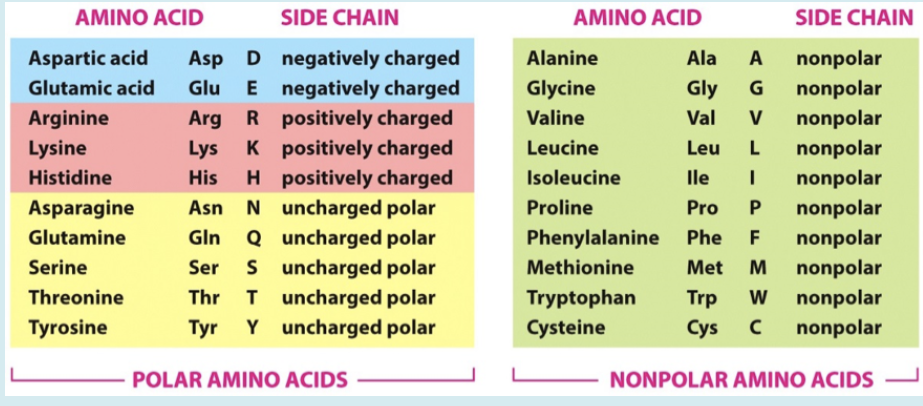 AMINO ACID SIDE CHAIN
Aspartic acid Asp D negatively charged
Glutamic acid Glu E negatively charged
Arginine Arg R positively charged
Lysine Lys K positively charged
Histidine His H positively charged
Asparagine Asn N uncharged polar
Glutamine Gln Q uncharged polar
Serine Ser S uncharged polar
Threonine Thr T uncharged polar
Tyrosine Tyr Y uncharged polar
POLAR AMINO ACIDS
AMINO ACID SIDE CHAIN
Alanine Ala A nonpolar
Glycine Gly G nonpolar
Valine Val V nonpolar
Leucine Leu L nonpolar
Isoleucine Ile I nonpolar
Proline Pro P nonpolar
Phenylalanine Phe F nonpolar
Methionine Met M nonpolar
Tryptophan Trp W nonpolar
Cysteine Cys C nonpolar
NONPOLAR AMINO ACIDS